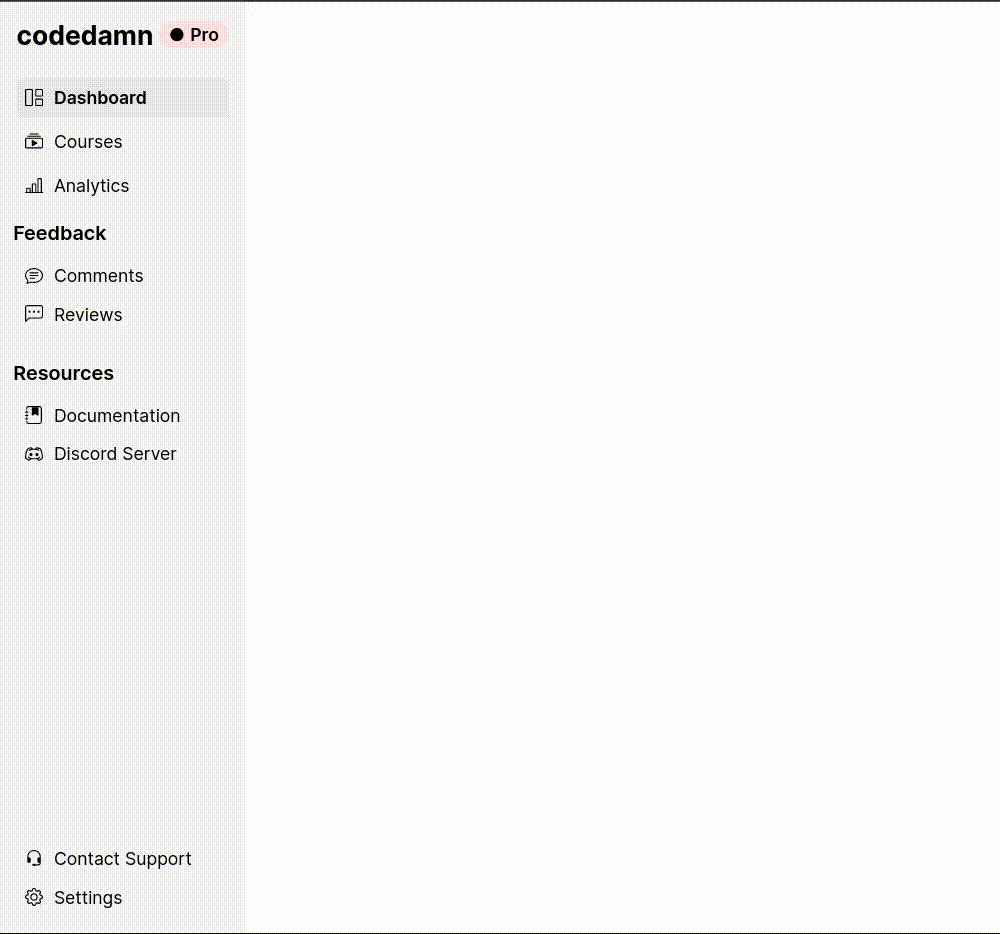 codedamn Pro
Dashboard
Courses
Analytics
Feedback
Comments
Reviews
Resources
Documentation
Discord Server
Contact Support
Settings